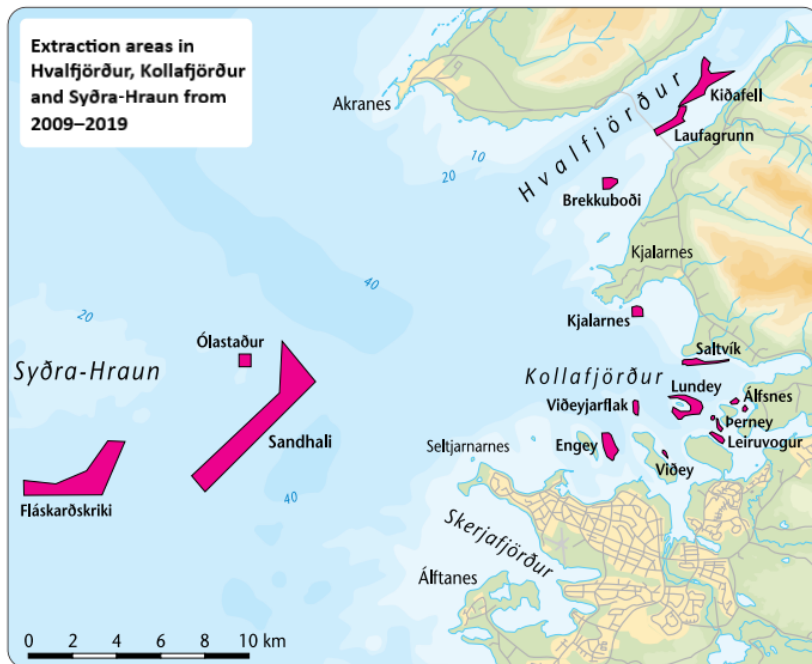 Extraction areas in
Hvalfjörður, Kollafjörður
and Syðra-Hraun from
2009–2019
Akranes
Hvalfjörður
Kiðafell
Laufagrunn
10
20
Brekkuboði
Kjalarnes
40
20
Kjalarnes
Ólastaður
Saltvík
Syðra-Hraun
Kollafjörður
Lundey
Viðeyjarflak
Álfsnes
Þerney
Sandhali
Seltjarnarnes
Engey
Leiruvogur
Viðey
40
Fláskarðskriki
Skerjafjörður
Álftanes
0 2 4 6 8 10 km